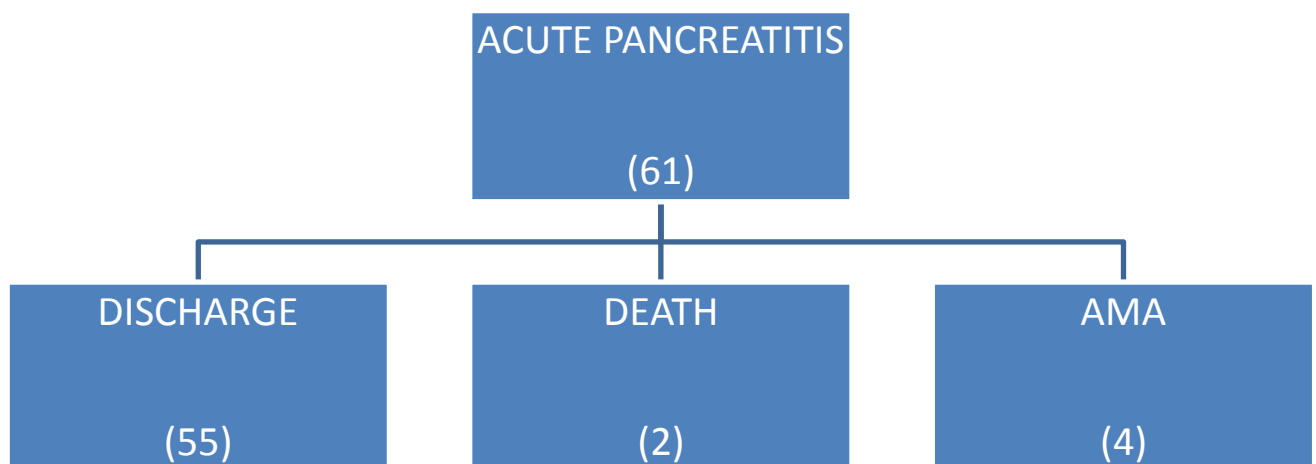 ACUTE PANCREATITIS
(61)
DISCHARGE
(55)
DEATH
(2)
AMA
(4)